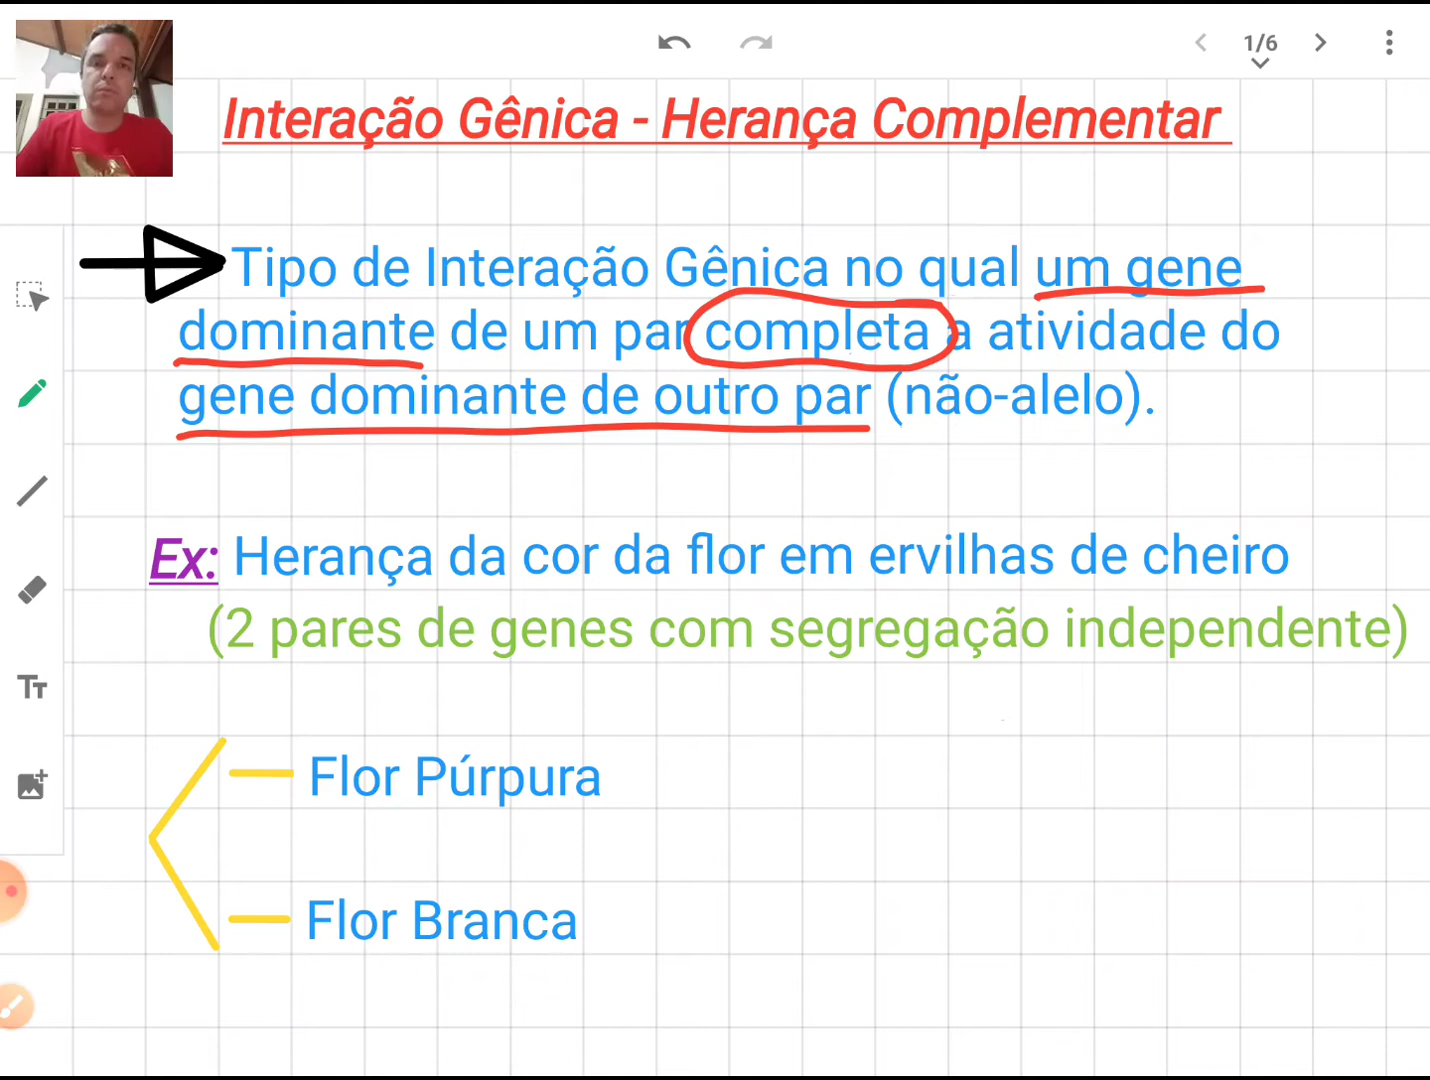 1/6
Interação Gênica - Herança Complementar
Tipo de Interação Gênica no qual um gene
dominante de um par completa a atividade do
gene dominante de outro par (não-alelo).
Ex: Herança da cor da flor em ervilhas de cheiro
(2 pares de genes com segregação independente)
Tт
Flor Púrpura
Flor Branca